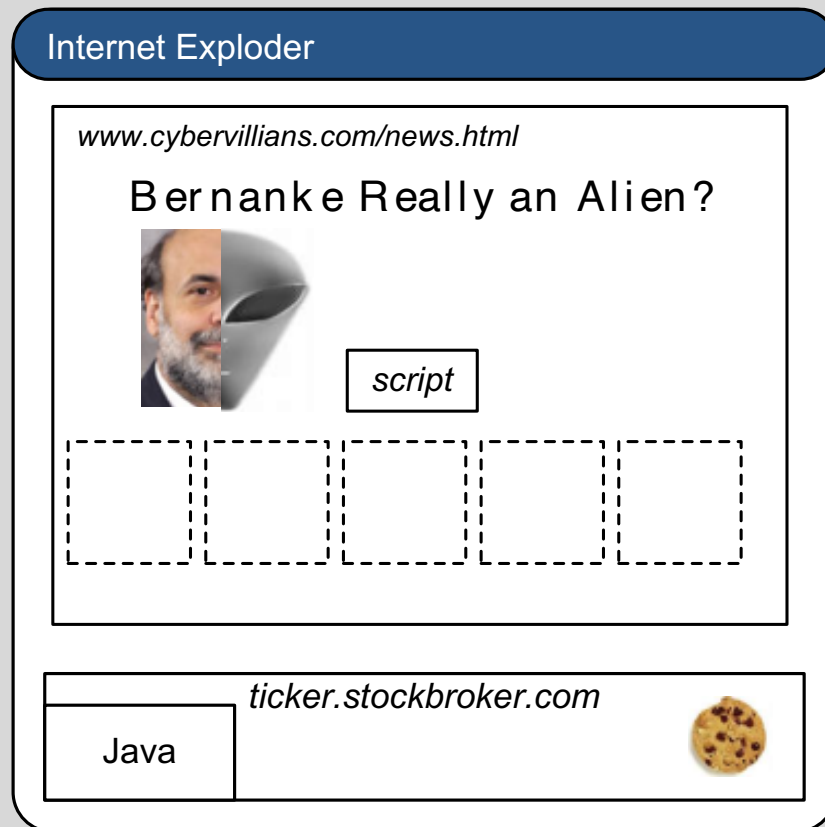 Internet Exploder
www.cybervillians.com/news.html
Bernanke Really an Alien?
script
ticker.stockbroker.com
Java